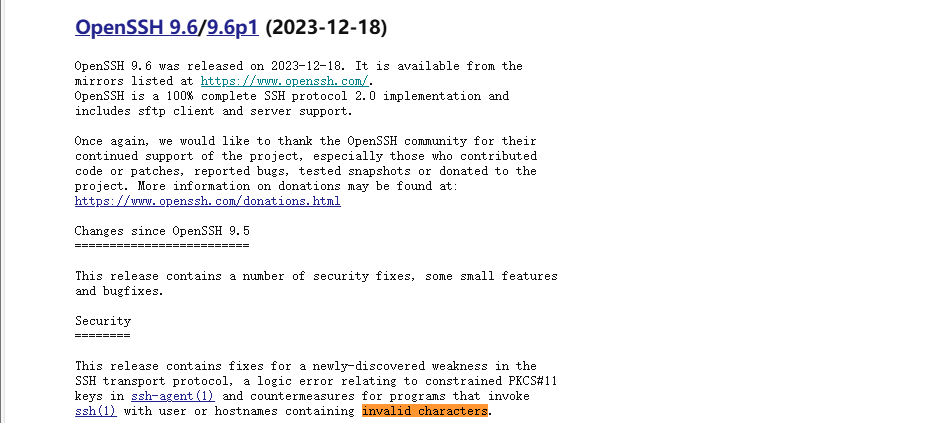 OpenSSH 9.6/9.6p1 (2023-12-18)
OpenSSH 9.6 was released on 2023-12-18. It is available from the
mirrors listed at https://www.openssh.com/.
OpenSSH is a 100% complete SSH protocol 2.0 implementation and
includes sftp client and server support.
Once again, we would like to thank the OpenSSH community for their
continued support of the project, especially those who contributed
code or patches, reported bugs, tested snapshots or donated to the
project. More information on donations may be found at:
https://www.openssh.com/donations.html
Changes since OpenSSH 9.5
=========================
This release contains a number of security fixes, some small features
and bugfixes.
Security
========
This release contains fixes for a newly-discovered weakness in the
SSH transport protocol, a logic error relating to constrained PKCS#11
keys in ssh-agent(1) and countermeasures for programs that invoke
ssh(1) with user or hostnames containing invalid characters.